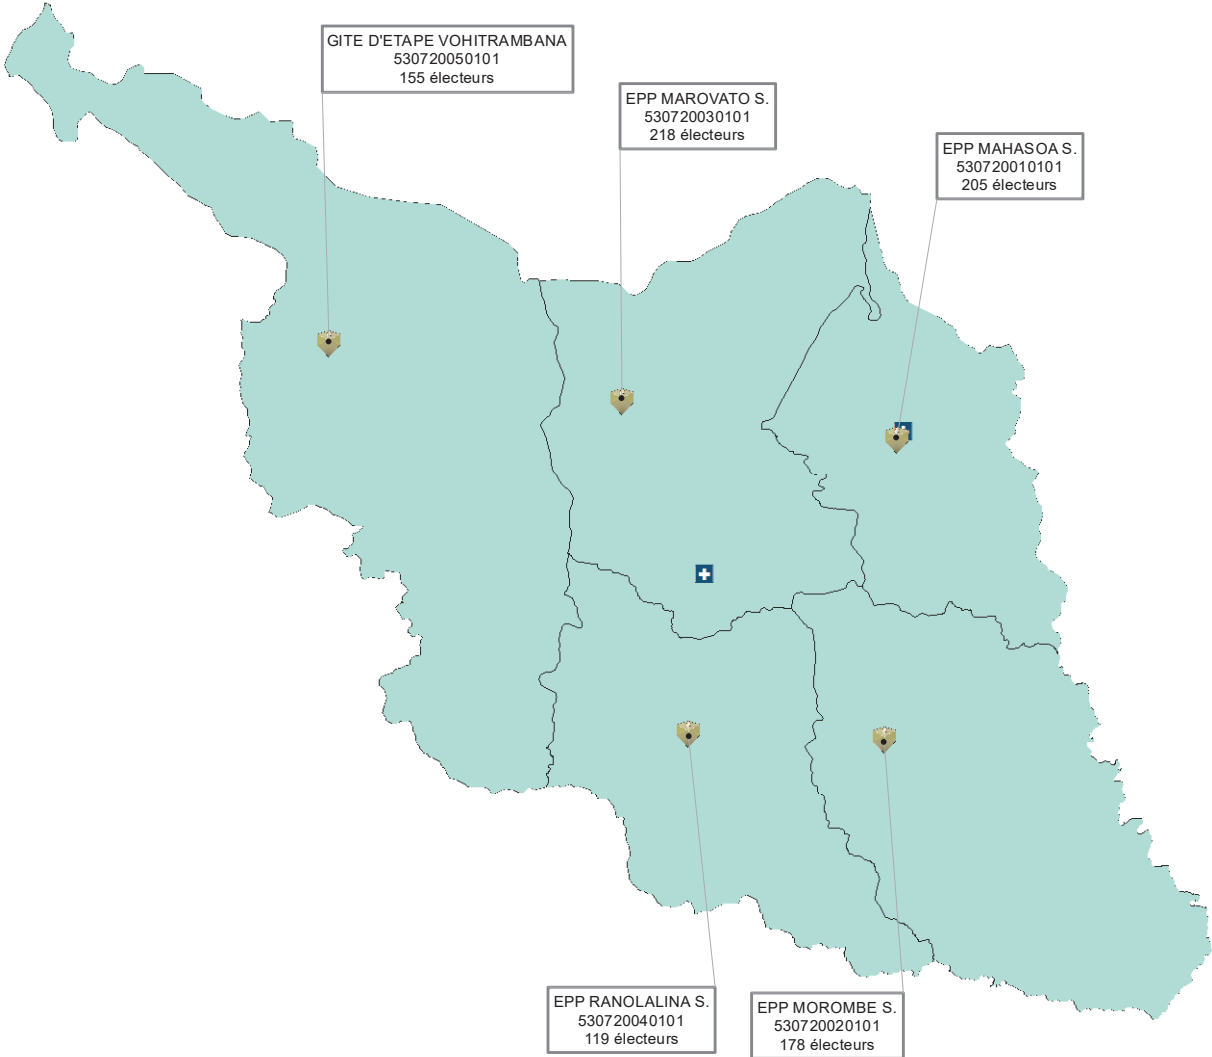 GITE D'ETAPE VOHITRAMBANA
530720050101
155 électeurs
EPP MAROVATO S.
530720030101
218 électeurs
EPP MAHASOA S.
530720010101
205 électeurs
EPP RANOLALINA S.
530720040101
119 électeurs
EPP MOROMBE S.
530720020101
178 électeurs